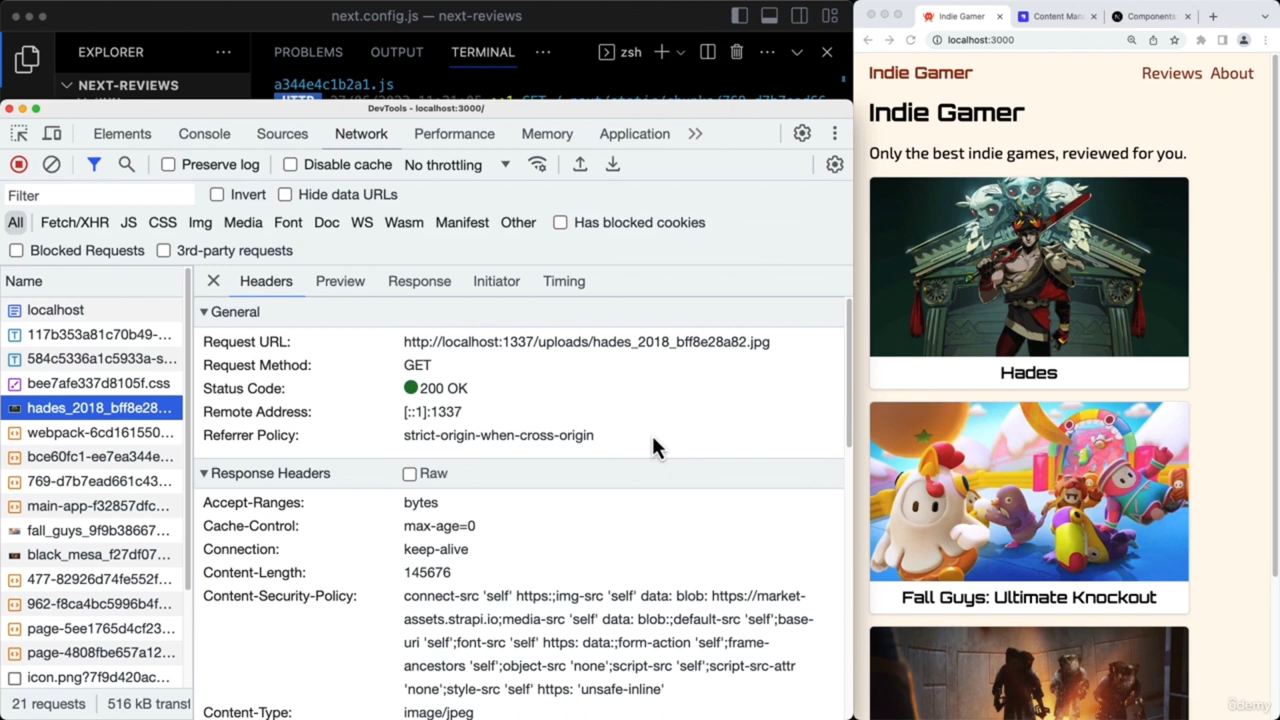 next.config.js — next-reviews
EXPLORER
NEXT-REVIEWS
PROBLEMS OUTPUT TERMINAL
zsh
a344e4c1b2a1.js
DevTools - localhost:3000/
Elements Console Sources Network Performance Memory Application
Preserve log Disable cache No throttling
Filter Invert Hide data URLs
All Fetch/XHR JS CSS Img Media Font Doc WS Wasm Manifest Other Has blocked cookies
Blocked Requests 3rd-party requests
Name
localhost
117b353a81c70b49-...
584c5336a1c5933a-s...
bee7afe337d8105f.css
hades_2018_bff8e28...
webpack-6cd161550...
bce60fc1-ee7ea344e...
769-d7b7ead661c43...
main-app-f32857dfc...
fall_guys_9f9b38667...
black_mesa_f27df07...
477-82926d74fe552f...
962-f8ca4bc5996b4f...
page-5ee1765d4cf23...
page-4808fbe657a12...
icon.png?7f9d420ac...
21 requests 516 kB transf
Headers Preview Response Initiator Timing
General
Request URL: http://localhost:1337/uploads/hades_2018_bff8e28a82.jpg
Request Method: GET
Status Code: 200 OK
Remote Address: [::1]:1337
Referrer Policy: strict-origin-when-cross-origin
Response Headers Raw
Accept-Ranges: bytes
Cache-Control: max-age=0
Connection: keep-alive
Content-Length: 145676
Content-Security-Policy: connect-src 'self' https:;img-src 'self' data: blob: https://market-
assets.strapi.io;media-src 'self' data: blob:;default-src 'self';base-
uri 'self';font-src 'self' https: data:;form-action 'self';frame-
ancestors 'self';object-src 'none';script-src 'self';script-src-attr
'none';style-src 'self' https: 'unsafe-inline'
Content-Type: image/jpeg
Indie Gamer Content Man Components
localhost:3000
Indie Gamer Reviews About
Indie Gamer
Only the best indie games, reviewed for you.
Hades
Fall Guys: Ultimate Knockout
ûdemy